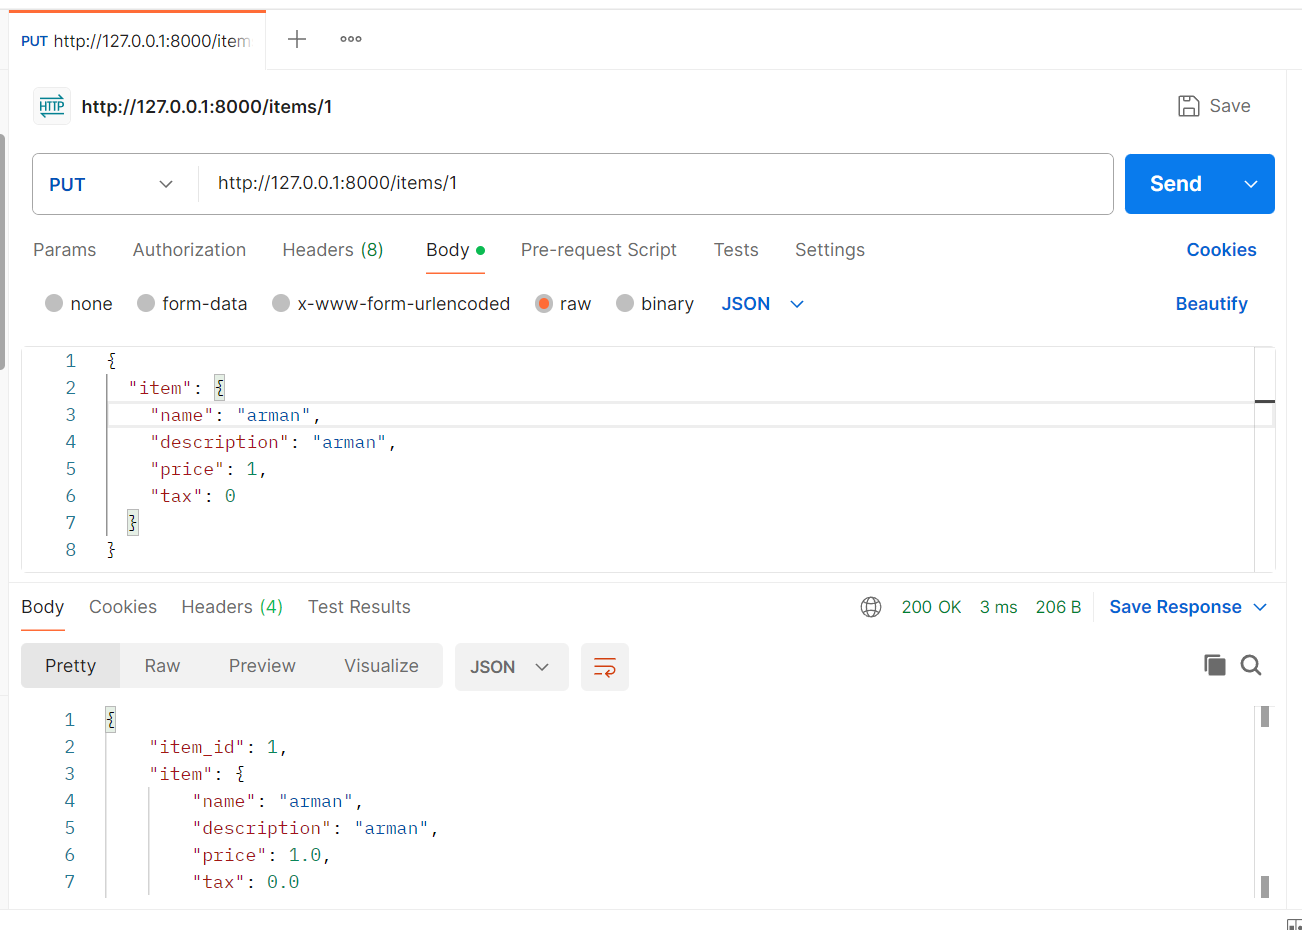 PUT http://127.0.0.1:8000/item
HTTP http://127.0.0.1:8000/items/1
Save
PUT http://127.0.0.1:8000/items/1
Send
Params Authorization Headers (8) Body Pre-request Script Tests Settings Cookies
none form-data x-www-form-urlencoded raw binary JSON Beautify
1 {
2 "item": {
3 "name": "arman",
4 "description": "arman",
5 "price": 1,
6 "tax": 0
7 }
8 }
Body Cookies Headers (4) Test Results 200 OK 3 ms 206 B Save Response
Pretty Raw Preview Visualize JSON
1 {
2 "item_id": 1,
3 "item": {
4 "name": "arman",
5 "description": "arman",
6 "price": 1.0,
7 "tax": 0.0